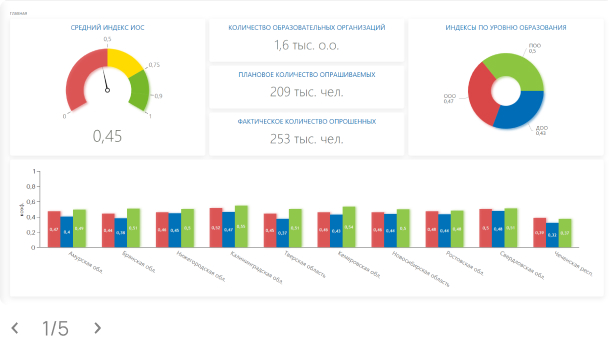 ГЛАВНАЯ
СРЕДНИЙ ИНДЕКС ИОС
0
0,5
0,75
0,9
1
0,45
КОЛИЧЕСТВО ОБРАЗОВАТЕЛЬНЫХ ОРГАНИЗАЦИЙ
1,6 тыс. о.о.
ПЛАНОВОЕ КОЛИЧЕСТВО ОПРАШИВАЕМЫХ
209 тыс. чел.
ФАКТИЧЕСКОЕ КОЛИЧЕСТВО ОПРОШЕННЫХ
253 тыс. чел.
ИНДЕКСЫ ПО УРОВНЮ ОБРАЗОВАНИЯ
ПОО
0,5
ООО
0,47
ДОО
0,43
1
0,8
0,6
0,4
0,2
0
0,47 0,4 0,49
0,44 0,38 0,51
0,46 0,45 0,5
0,52 0,47 0,55
0,45 0,37 0,51
0,46 0,43 0,54
0,46 0,44 0,5
0,48 0,44 0,48
0,5 0,48 0,51
0,39 0,32 0,37
Амурская обл.
Брянская обл.
Нижегородская обл.
Калининградская обл.
Тверская область
Кемеровская обл.
Новосибирская область
Ростовская обл.
Свердловская обл.
Чеченская респ.
1/5